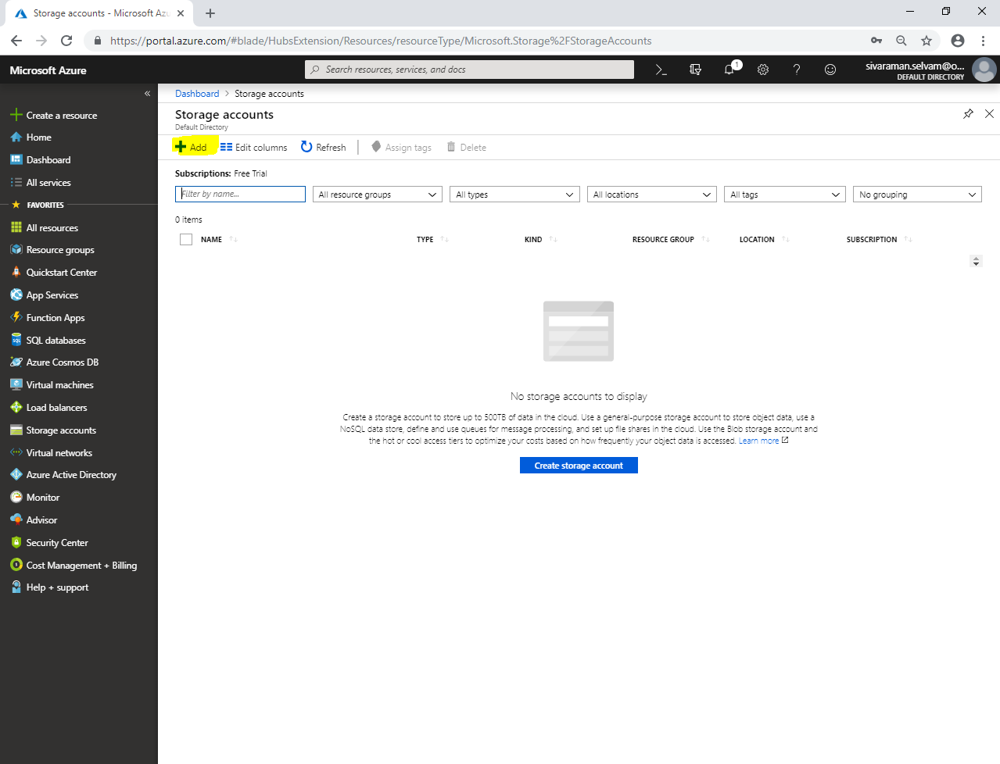 Storage accounts - Microsoft Azu
https://portal.azure.com/#blade/HubsExtension/Resources/resourceType/Microsoft.Storage%2FStorageAccounts
Microsoft Azure
Search resources, services, and docs
1
sivaraman.selvam@o...
DEFAULT DIRECTORY
Create a resource
Home
Dashboard
All services
FAVORITES
All resources
Resource groups
Quickstart Center
App Services
Function Apps
SQL databases
Azure Cosmos DB
Virtual machines
Load balancers
Storage accounts
Virtual networks
Azure Active Directory
Monitor
Advisor
Security Center
Cost Management + Billing
Help + support
Dashboard > Storage accounts
Storage accounts
Default Directory
Add Edit columns Refresh Assign tags Delete
Subscriptions: Free Trial
Filter by name... All resource groups All types All locations All tags No grouping
0 items
NAME TYPE KIND RESOURCE GROUP LOCATION SUBSCRIPTION
No storage accounts to display
Create a storage account to store up to 500TB of data in the cloud. Use a general-purpose storage account to store object data, use a
NoSQL data store, define and use queues for message processing, and set up file shares in the cloud. Use the Blob storage account and
the hot or cool access tiers to optimize your costs based on how frequently your object data is accessed. Learn more
Create storage account